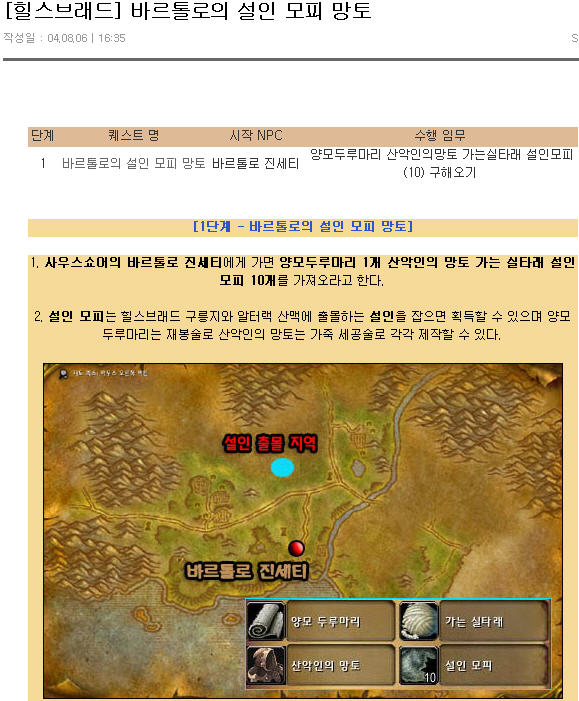 [힐스브래드] 바르톨로의 설인 모피 망토
작성일 : 04.08.06 | 16:35
S
단계 퀘스트 명 시작 NPC 수행 임무
1 바르톨로의 설인 모피 망토 바르톨로 진세티 양모두루마리 산악인의망토 가는실타래 설인모피
(10) 구해오기
[1단계 - 바르톨로의 설인 모피 망토]
1. 사우스쇼어의 바르톨로 진세티에게 가면 양모두루마리 1개 산악인의 망토 가는 실타래 설인
모피 10개를 가져오라고 한다.
2. 설인 모피는 힐스브래드 구릉지와 알터랙 산맥에 출몰하는 설인을 잡으면 획득할 수 있으며 양모
두루마리는 재봉술로 산악인의 망토는 가죽 세공술로 각각 제작할 수 있다.
설인 출몰 지역
바르톨로 진세티
양모 두루마리 가는 실타래
산악인의 망토 설인 모피
10